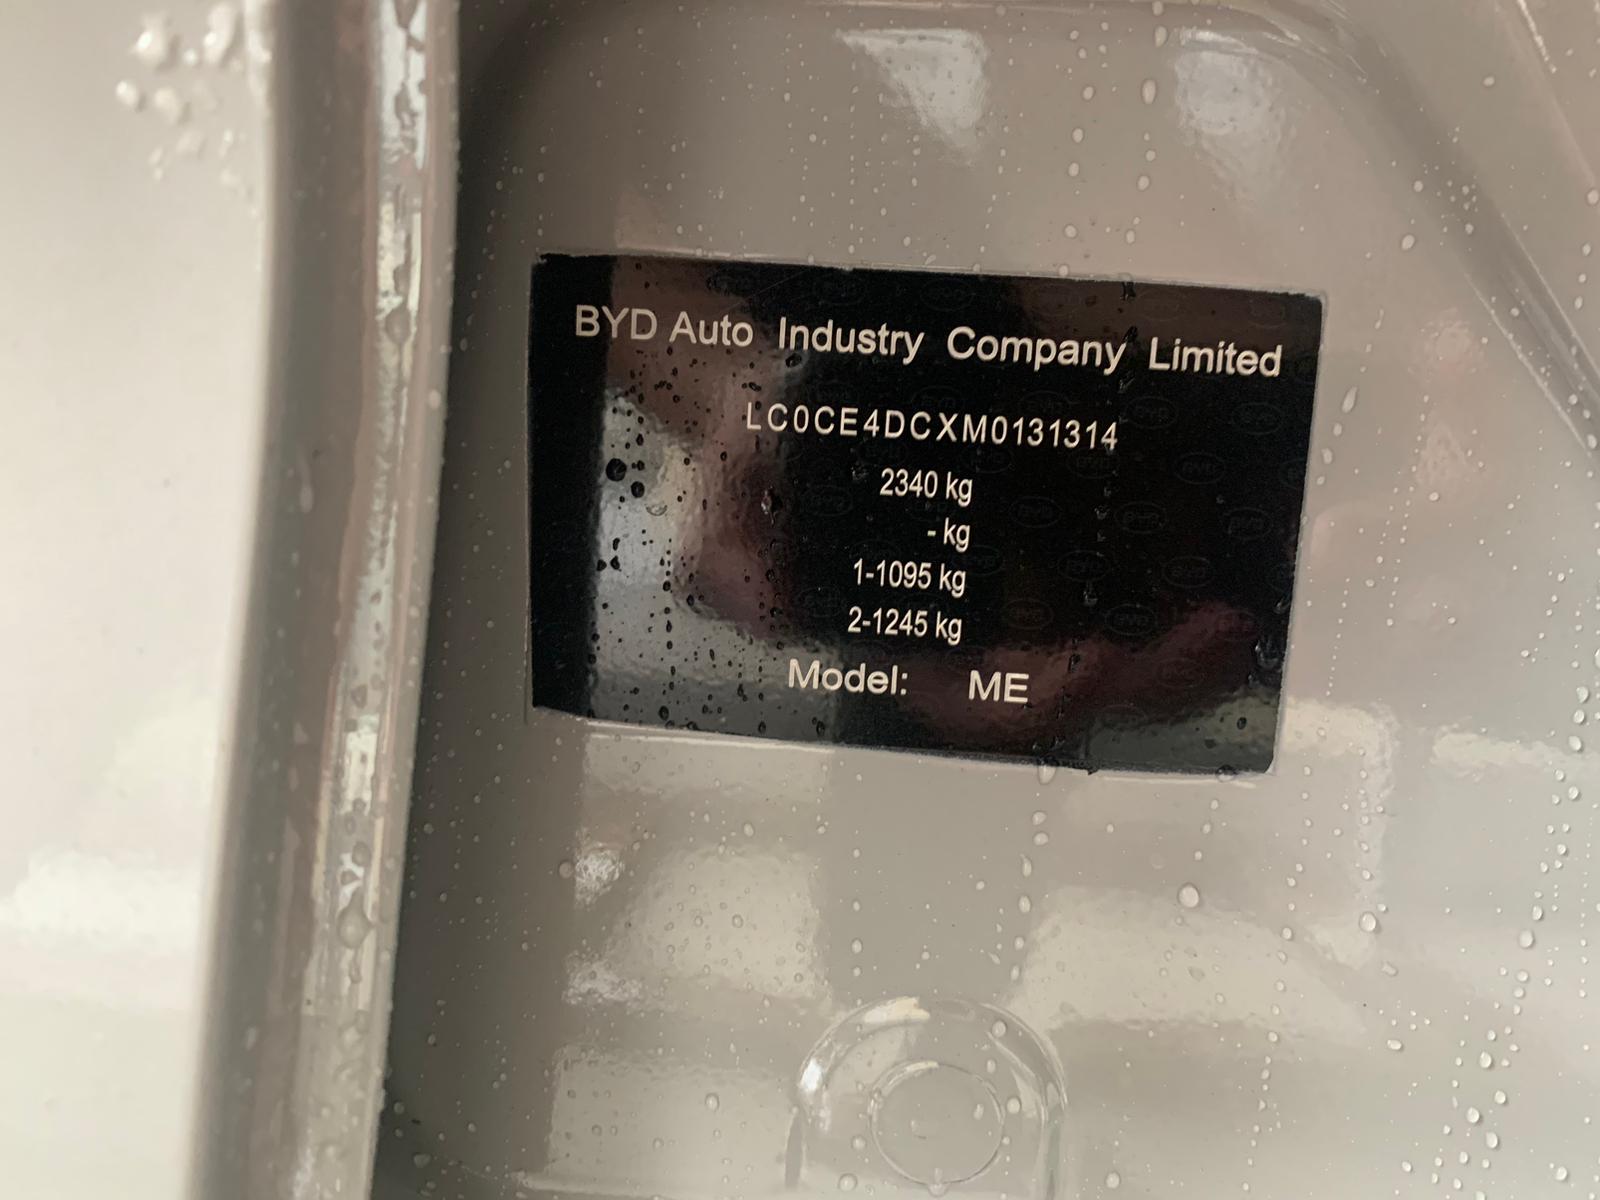 BYD Auto Industry Company Limited
LC0CE4DCXM0131314
2340 kg
- kg
1-1095 kg
2-1245 kg
Model: ME